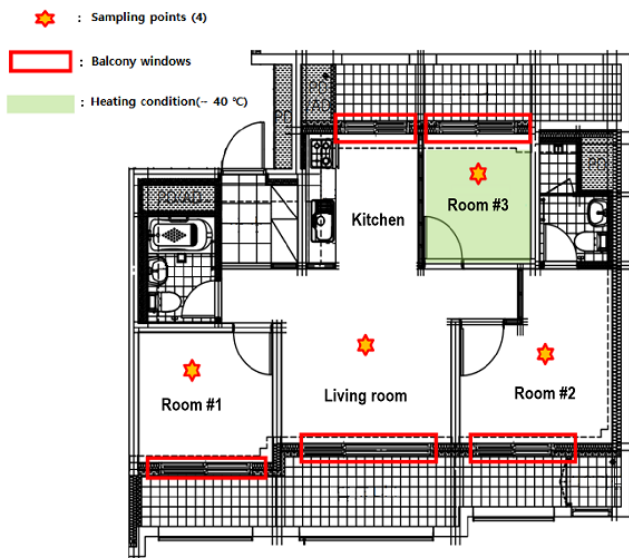 : Sampling points (4)
: Balcony windows
: Heating condition(~ 40 ℃)
Kitchen
Room #3
Room #1
Living room
Room #2